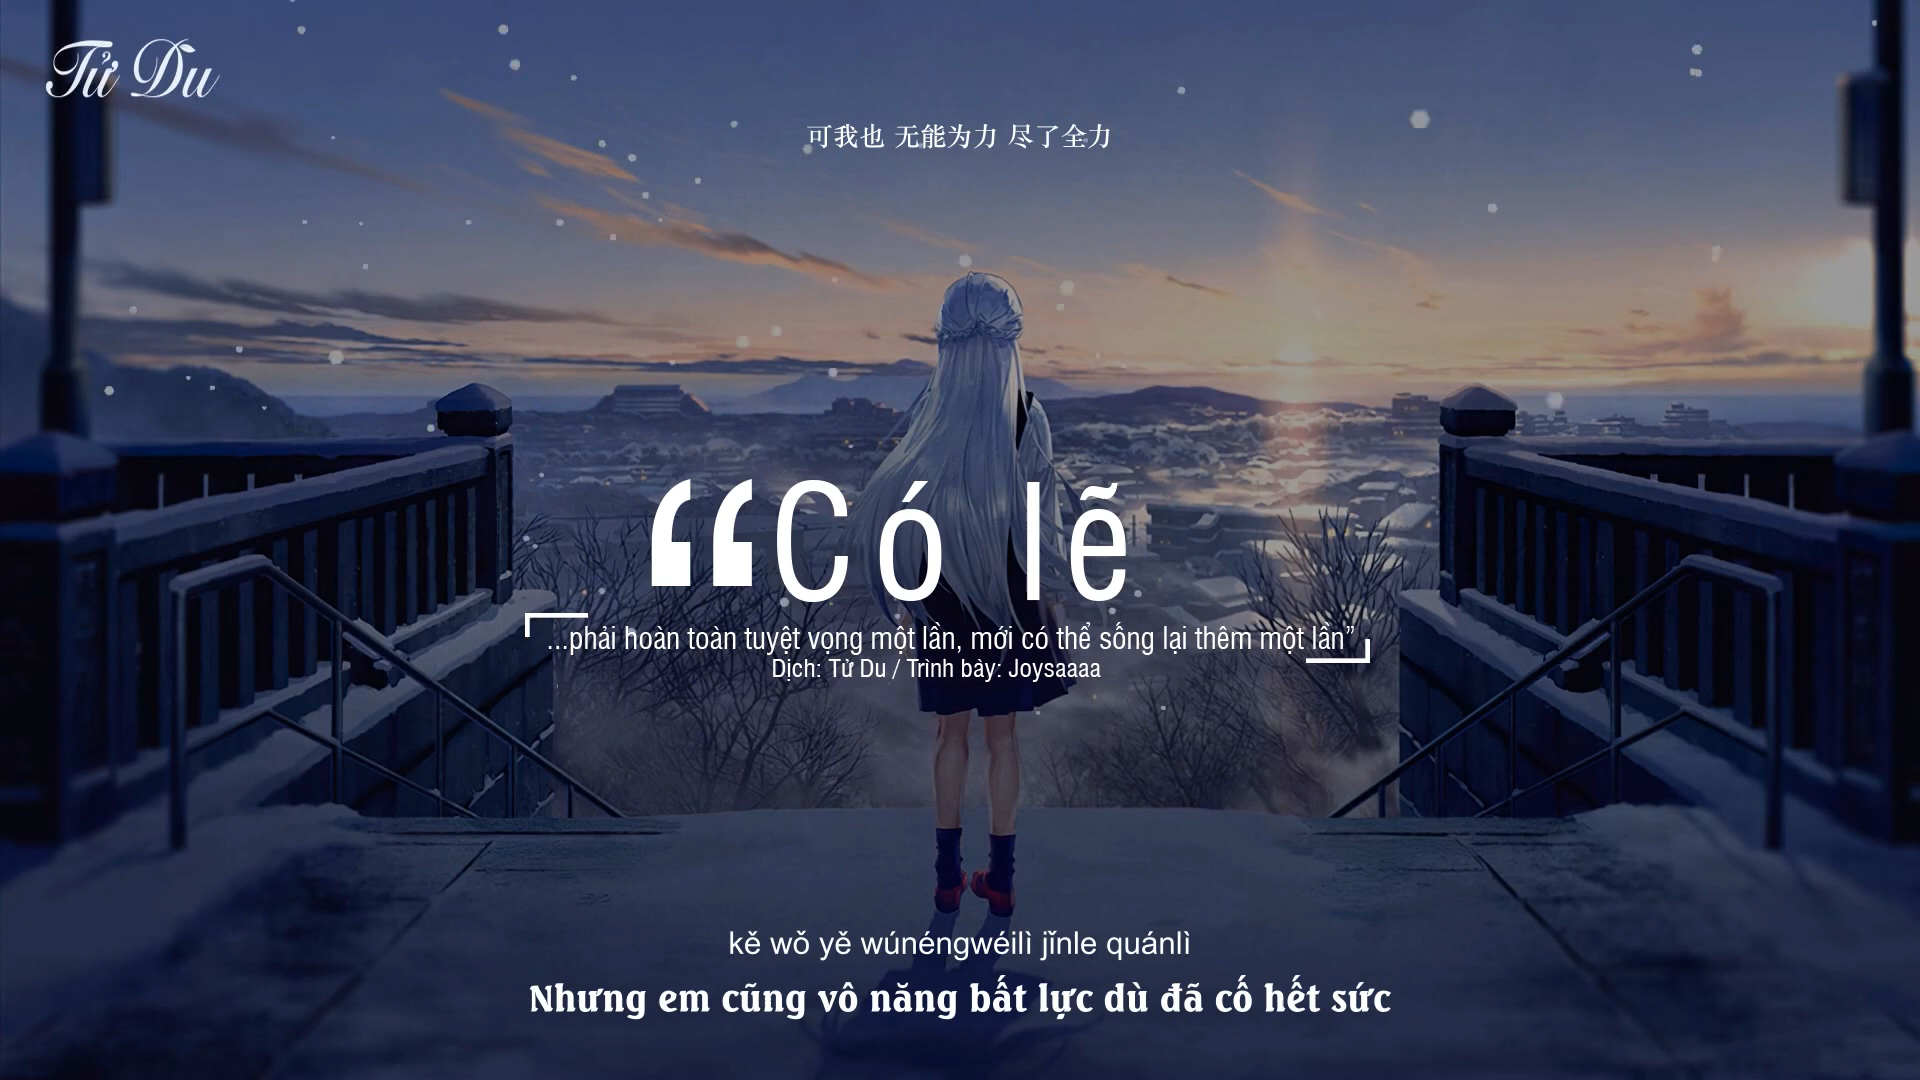 Tử Du
可我也 无能为力 尽了全力
“Có lẽ
...phải hoàn toàn tuyệt vọng một lần, mới có thể sống lại thêm một lần”
Dịch: Tử Du / Trình bày: Joysaaaa
kě wǒ yě wúnéngwéilì jǐnle quánlì
Nhưng em cũng vô năng bất lực dù đã cố hết sức